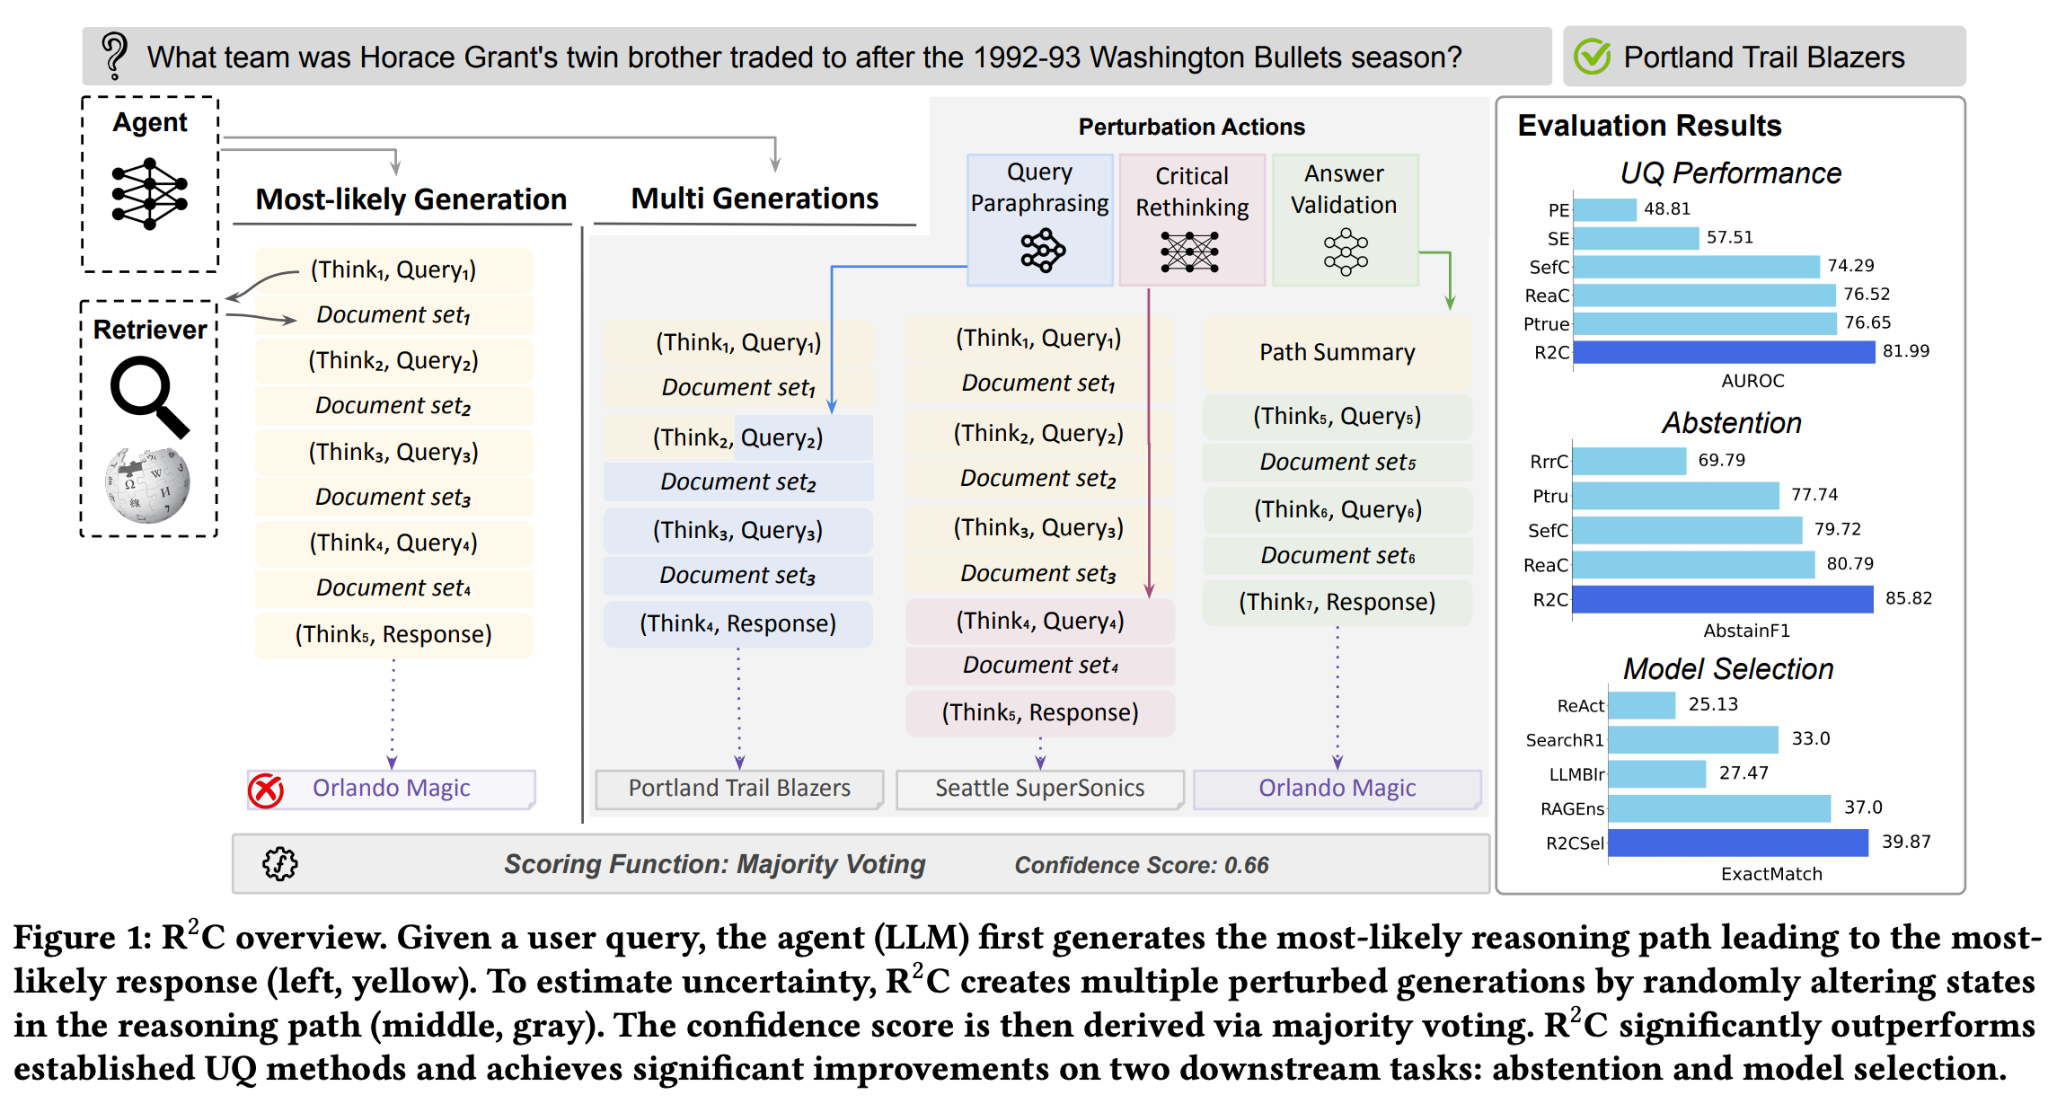 What team was Horace Grant's twin brother traded to after the 1992-93 Washington Bullets season?
Portland Trail Blazers
Agent
Retriever
Most-likely Generation
(Think₁, Query₁)
Document set₁
(Think₂, Query₂)
Document set₂
(Think₃, Query₃)
Document set₃
(Think₄, Query₄)
Document set₄
(Think₅, Response)
Orlando Magic
Multi Generations
Perturbation Actions
Query
Paraphrasing
Critical
Rethinking
Answer
Validation
(Think₁, Query₁)
Document set₁
(Think₂, Query₂)
Document set₂
(Think₃, Query₃)
Document set₃
(Think₄, Response)
Portland Trail Blazers
(Think₁, Query₁)
Document set₁
(Think₂, Query₂)
Document set₂
(Think₃, Query₃)
Document set₃
(Think₄, Query₄)
Document set₄
(Think₅, Response)
Seattle SuperSonics
Path Summary
(Think₅, Query₅)
Document set₅
(Think₆, Query₆)
Document set₆
(Think₇, Response)
Orlando Magic
Scoring Function: Majority Voting
Confidence Score: 0.66
Evaluation Results
UQ Performance
PE 48.81
SE 57.51
SefC 74.29
ReaC 76.52
Ptrue 76.65
R2C 81.99
AUROC
Abstention
RrrC 69.79
Ptru 77.74
SefC 79.72
ReaC 80.79
R2C 85.82
AbstainF1
Model Selection
ReAct 25.13
SearchR1 33.0
LLMBlr 27.47
RAGEns 37.0
R2CSel 39.87
ExactMatch
Figure 1: R²C overview. Given a user query, the agent (LLM) first generates the most-likely reasoning path leading to the most-
likely response (left, yellow). To estimate uncertainty, R²C creates multiple perturbed generations by randomly altering states
in the reasoning path (middle, gray). The confidence score is then derived via majority voting. R²C significantly outperforms
established UQ methods and achieves significant improvements on two downstream tasks: abstention and model selection.